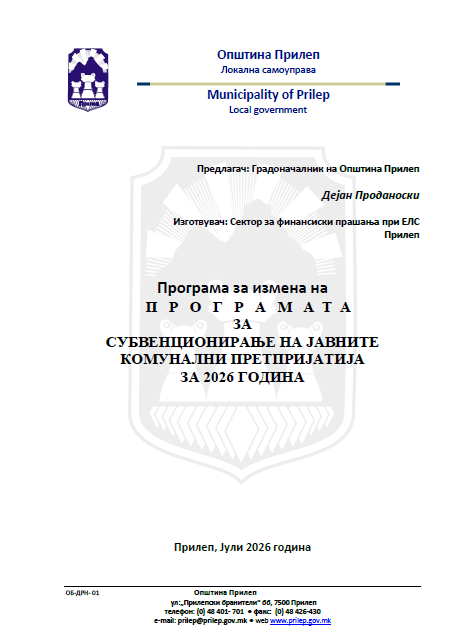 Општина Прилеп
Локална самоуправа
Municipality of Prilep
Local government
Предлагач: Градоначалник на Општина Прилеп
Дејан Проданоски
Изготвувач: Сектор за финансиски прашања при ЕЛС
Прилеп
Програма за измена на
П Р О Г Р А М А Т А
ЗА
СУБВЕНЦИОНИРАЊЕ НА ЈАВНИТЕ
КОМУНАЛНИ ПРЕТПРИЈАТИЈА
ЗА 2026 ГОДИНА
Прилеп, Јули 2026 година
ОБ-ДРН- 01
Општина Прилеп
ул:„Прилепски бранители“ бб, 7500 Прилеп
телефон: (0) 48 401- 701 • факс: (0) 48 426-430
e-mail: prilep@prilep.gov.mk • web www.prilep.gov.mk